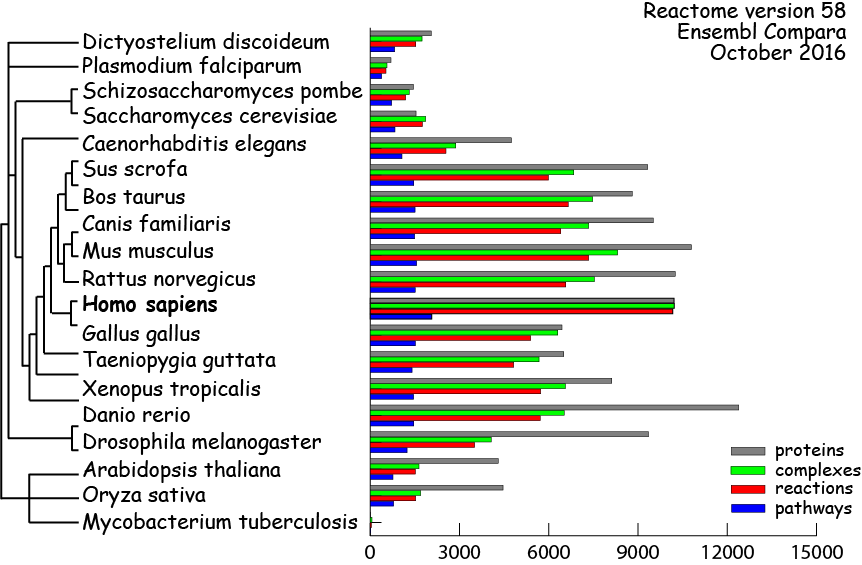 Reactome version 58
Ensembl Compara
October 2016
Dictyostelium discoideum
Plasmodium falciparum
Schizosaccharomyces pombe
Saccharomyces cerevisiae
Caenorhabditis elegans
Sus scrofa
Bos taurus
Canis familiaris
Mus musculus
Rattus norvegicus
Homo sapiens
Gallus gallus
Taeniopygia guttata
Xenopus tropicalis
Danio rerio
Drosophila melanogaster
Arabidopsis thaliana
Oryza sativa
Mycobacterium tuberculosis
proteins
complexes
reactions
pathways
0 3000 6000 9000 12000 15000